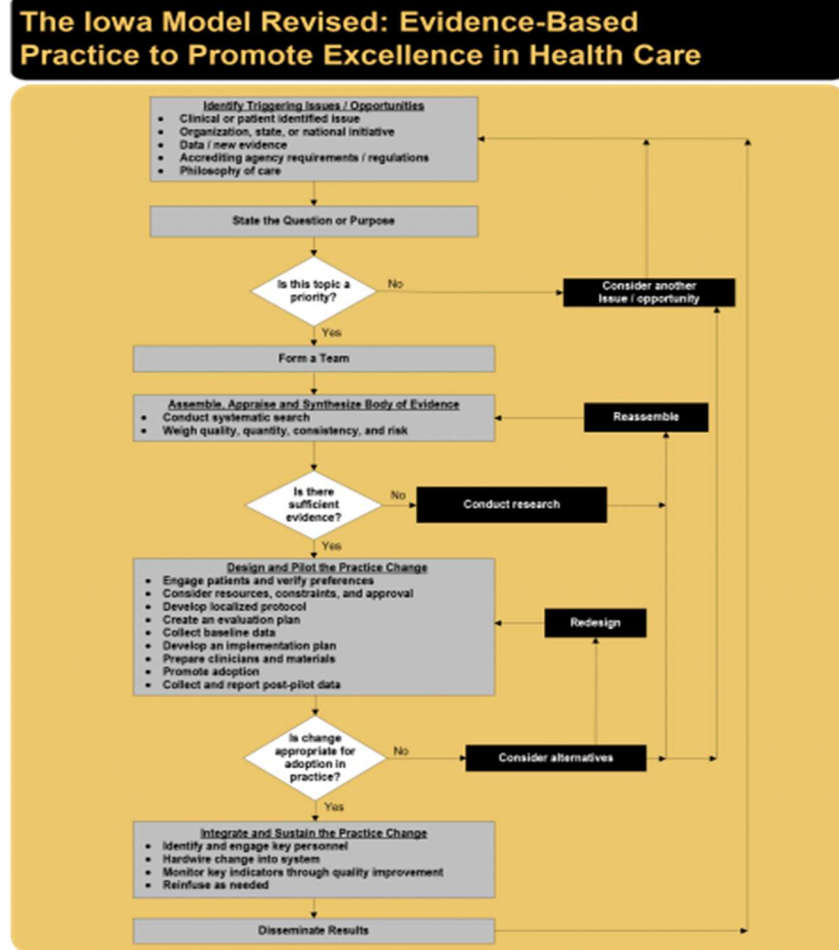 The Iowa Model Revised: Evidence-Based
Practice to Promote Excellence in Health Care
Identify Triggering Issues / Opportunities
• Clinical or patient identified issue
• Organization, state, or national initiative
• Data / new evidence
• Accrediting agency requirements / regulations
• Philosophy of care
State the Question or Purpose
Is this topic a
priority?
No
Consider another
Issue / opportunity
Yes
Form a Team
Assemble, Appraise and Synthesize Body of Evidence
• Conduct systematic search
• Weigh quality, quantity, consistency, and risk
Reassemble
Is there
sufficient
evidence?
No
Conduct research
Yes
Design and Pilot the Practice Change
• Engage patients and verify preferences
• Consider resources, constraints, and approval
• Develop localized protocol
• Create an evaluation plan
• Collect baseline data
• Develop an implementation plan
• Prepare clinicians and materials
• Promote adoption
• Collect and report post-pilot data
Redesign
Is change
appropriate for
adoption in
practice?
No
Consider alternatives
Yes
Integrate and Sustain the Practice Change
• Identify and engage key personnel
• Hardwire change into system
• Monitor key indicators through quality improvement
• Reinfuse as needed
Disseminate Results